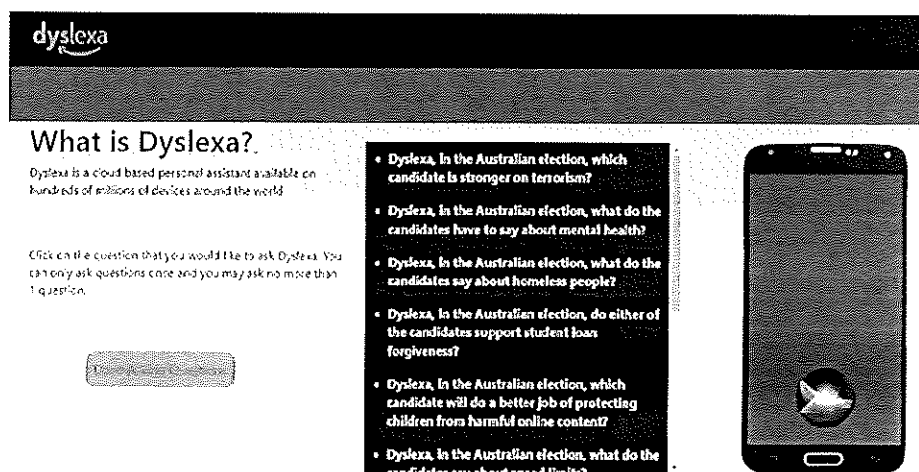 dyslexa
What is Dyslexa?
Dyslexa is a cloud based personal assistant available on
hundreds of millions of devices around the world
Click on the question that you would like to ask Dyslexa. You
can only ask questions once and you may ask no more than
1 question.
• Dyslexa, in the Australian election, which
candidate is stronger on terrorism?
• Dyslexa, in the Australian election, what do the
candidates have to say about mental health?
• Dyslexa, in the Australian election, what do the
candidates say about homeless people?
• Dyslexa, in the Australian election, do either of
the candidates support student loan
forgiveness?
• Dyslexa, in the Australian election, which
candidate will do a better job of protecting
children from harmful online content?
• Dyslexa, in the Australian election, what do the
candidates say about speed limits?